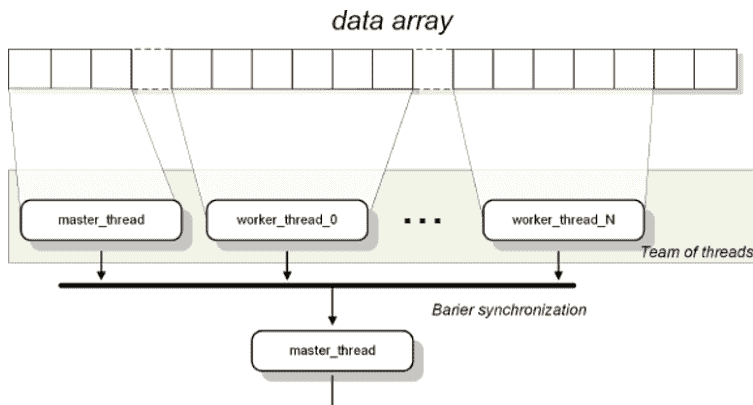 data array
master_thread
worker_thread_0
...
worker_thread_N
Team of threads
Barier synchronization
master_thread